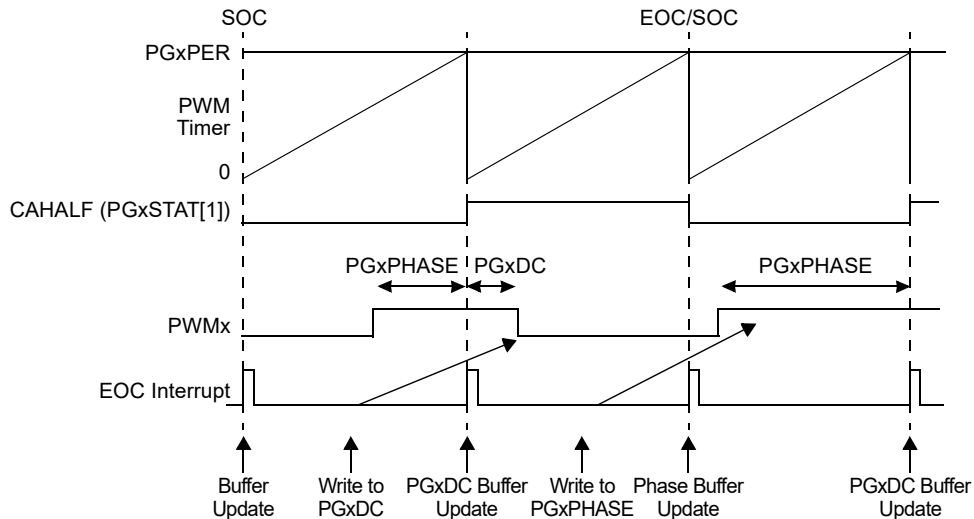 SOC
EOC/SOC
PGxPER
PWM
Timer
0
CAHALF (PGxSTAT[1])
PGxPHASE
PGxDC
PGxPHASE
PWMx
EOC Interrupt
Buffer
Update
Write to
PGxDC
PGxDC Buffer
Update
Write to
PGxPHASE
Phase Buffer
Update
PGxDC Buffer
Update